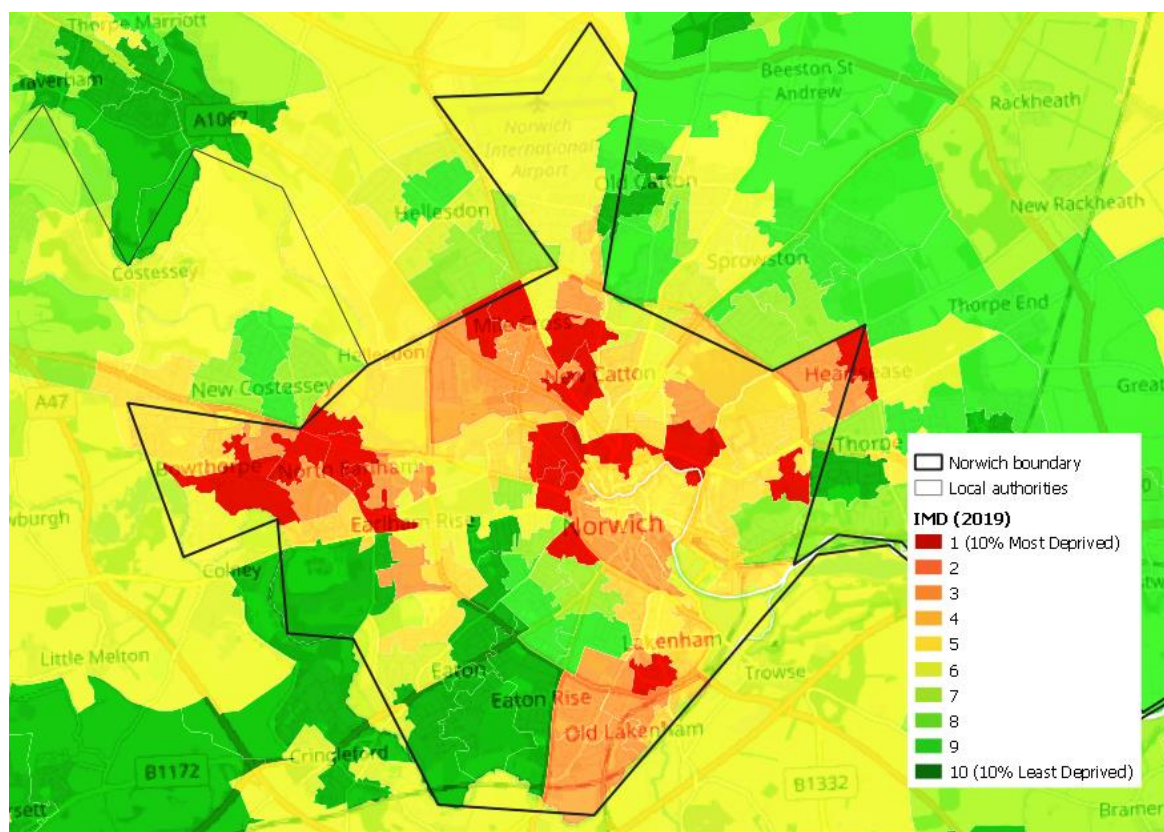 Thorpe Marriott
Taverham
A1067
Beeston St
Andrew
Rackheath
Norwich
International
Airport
Old Catton
Hellesdon
New Rackheath
Costessey
Sprowston
Thorpe End
Mile Cross
Hellesdon
New Catton
Heartsease
New Costessey
Great
A47
Thorpe
Bowthorpe
North Earlham
Earlham Rise
Norwich
Colney
Little Melton
Lakenham
Eaton
Trowse
Eaton Rise
Old Lakenham
Cringleford
B1172
B1332
Norwich boundary
Local authorities
IMD (2019)
1 (10% Most Deprived)
2
3
4
5
6
7
8
9
10 (10% Least Deprived)